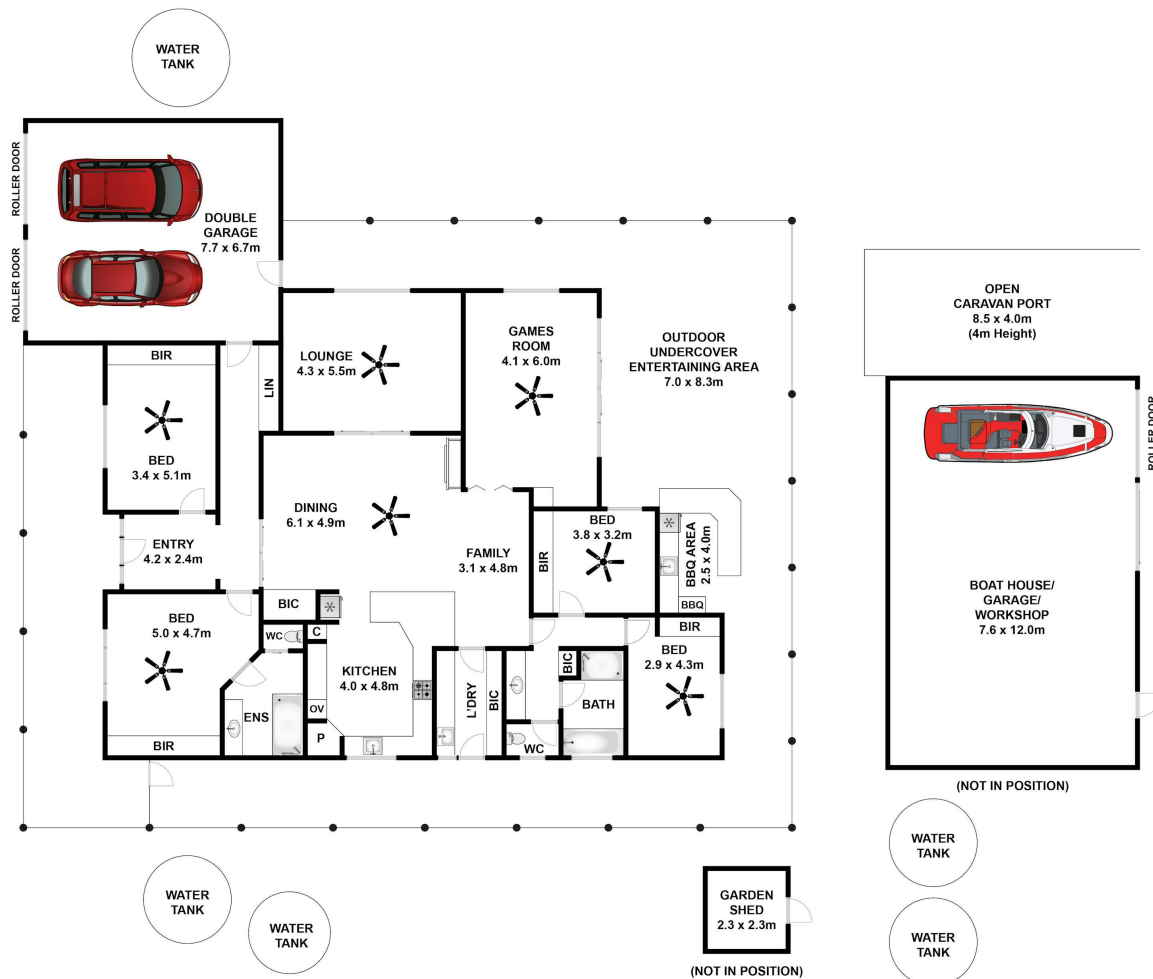 WATER
TANK
ROLLER DOOR
ROLLER DOOR
DOUBLE
GARAGE
7.7 x 6.7m
BIR
BED
3.4 x 5.1m
LIN
LOUNGE
4.3 x 5.5m
GAMES
ROOM
4.1 x 6.0m
OUTDOOR
UNDERCOVER
ENTERTAINING AREA
7.0 x 8.3m
OPEN
CARAVAN PORT
8.5 x 4.0m
(4m Height)
ROLLER DOOR
ENTRY
4.2 x 2.4m
DINING
6.1 x 4.9m
FAMILY
3.1 x 4.8m
BED
3.8 x 3.2m
BIR
BBQ AREA
2.5 x 4.0m
BBQ
BOAT HOUSE/
GARAGE/
WORKSHOP
7.6 x 12.0m
(NOT IN POSITION)
BED
5.0 x 4.7m
BIR
BIC
WC
C
ENS
OV
P
KITCHEN
4.0 x 4.8m
L'DRY
BIC
BIC
WC
BATH
BIR
BED
2.9 x 4.3m
WATER
TANK
WATER
TANK
GARDEN
SHED
2.3 x 2.3m
(NOT IN POSITION)
WATER
TANK
WATER
TANK